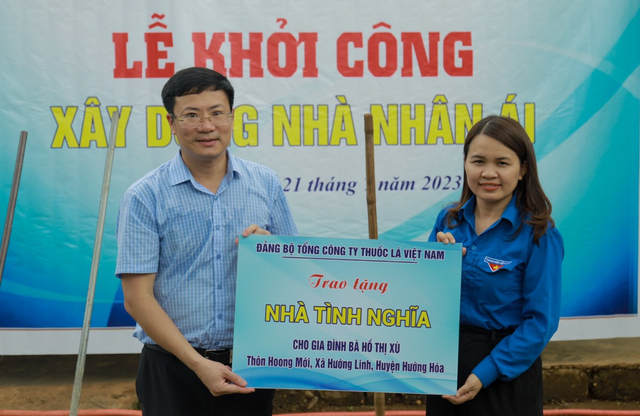 LỄ KHỞI CÔNG
XÂY DỰNG NHÀ NHÂN ÁI
21 tháng năm 2023
ĐẢNG BỘ TỔNG CÔNG TY THUỐC LÁ VIỆT NAM
Trao tặng
NHÀ TÌNH NGHĨA
CHO GIA ĐÌNH BÀ HỒ THỊ XÙ
Thôn Hoong Mới, Xã Hướng Linh, Huyện Hướng Hóa